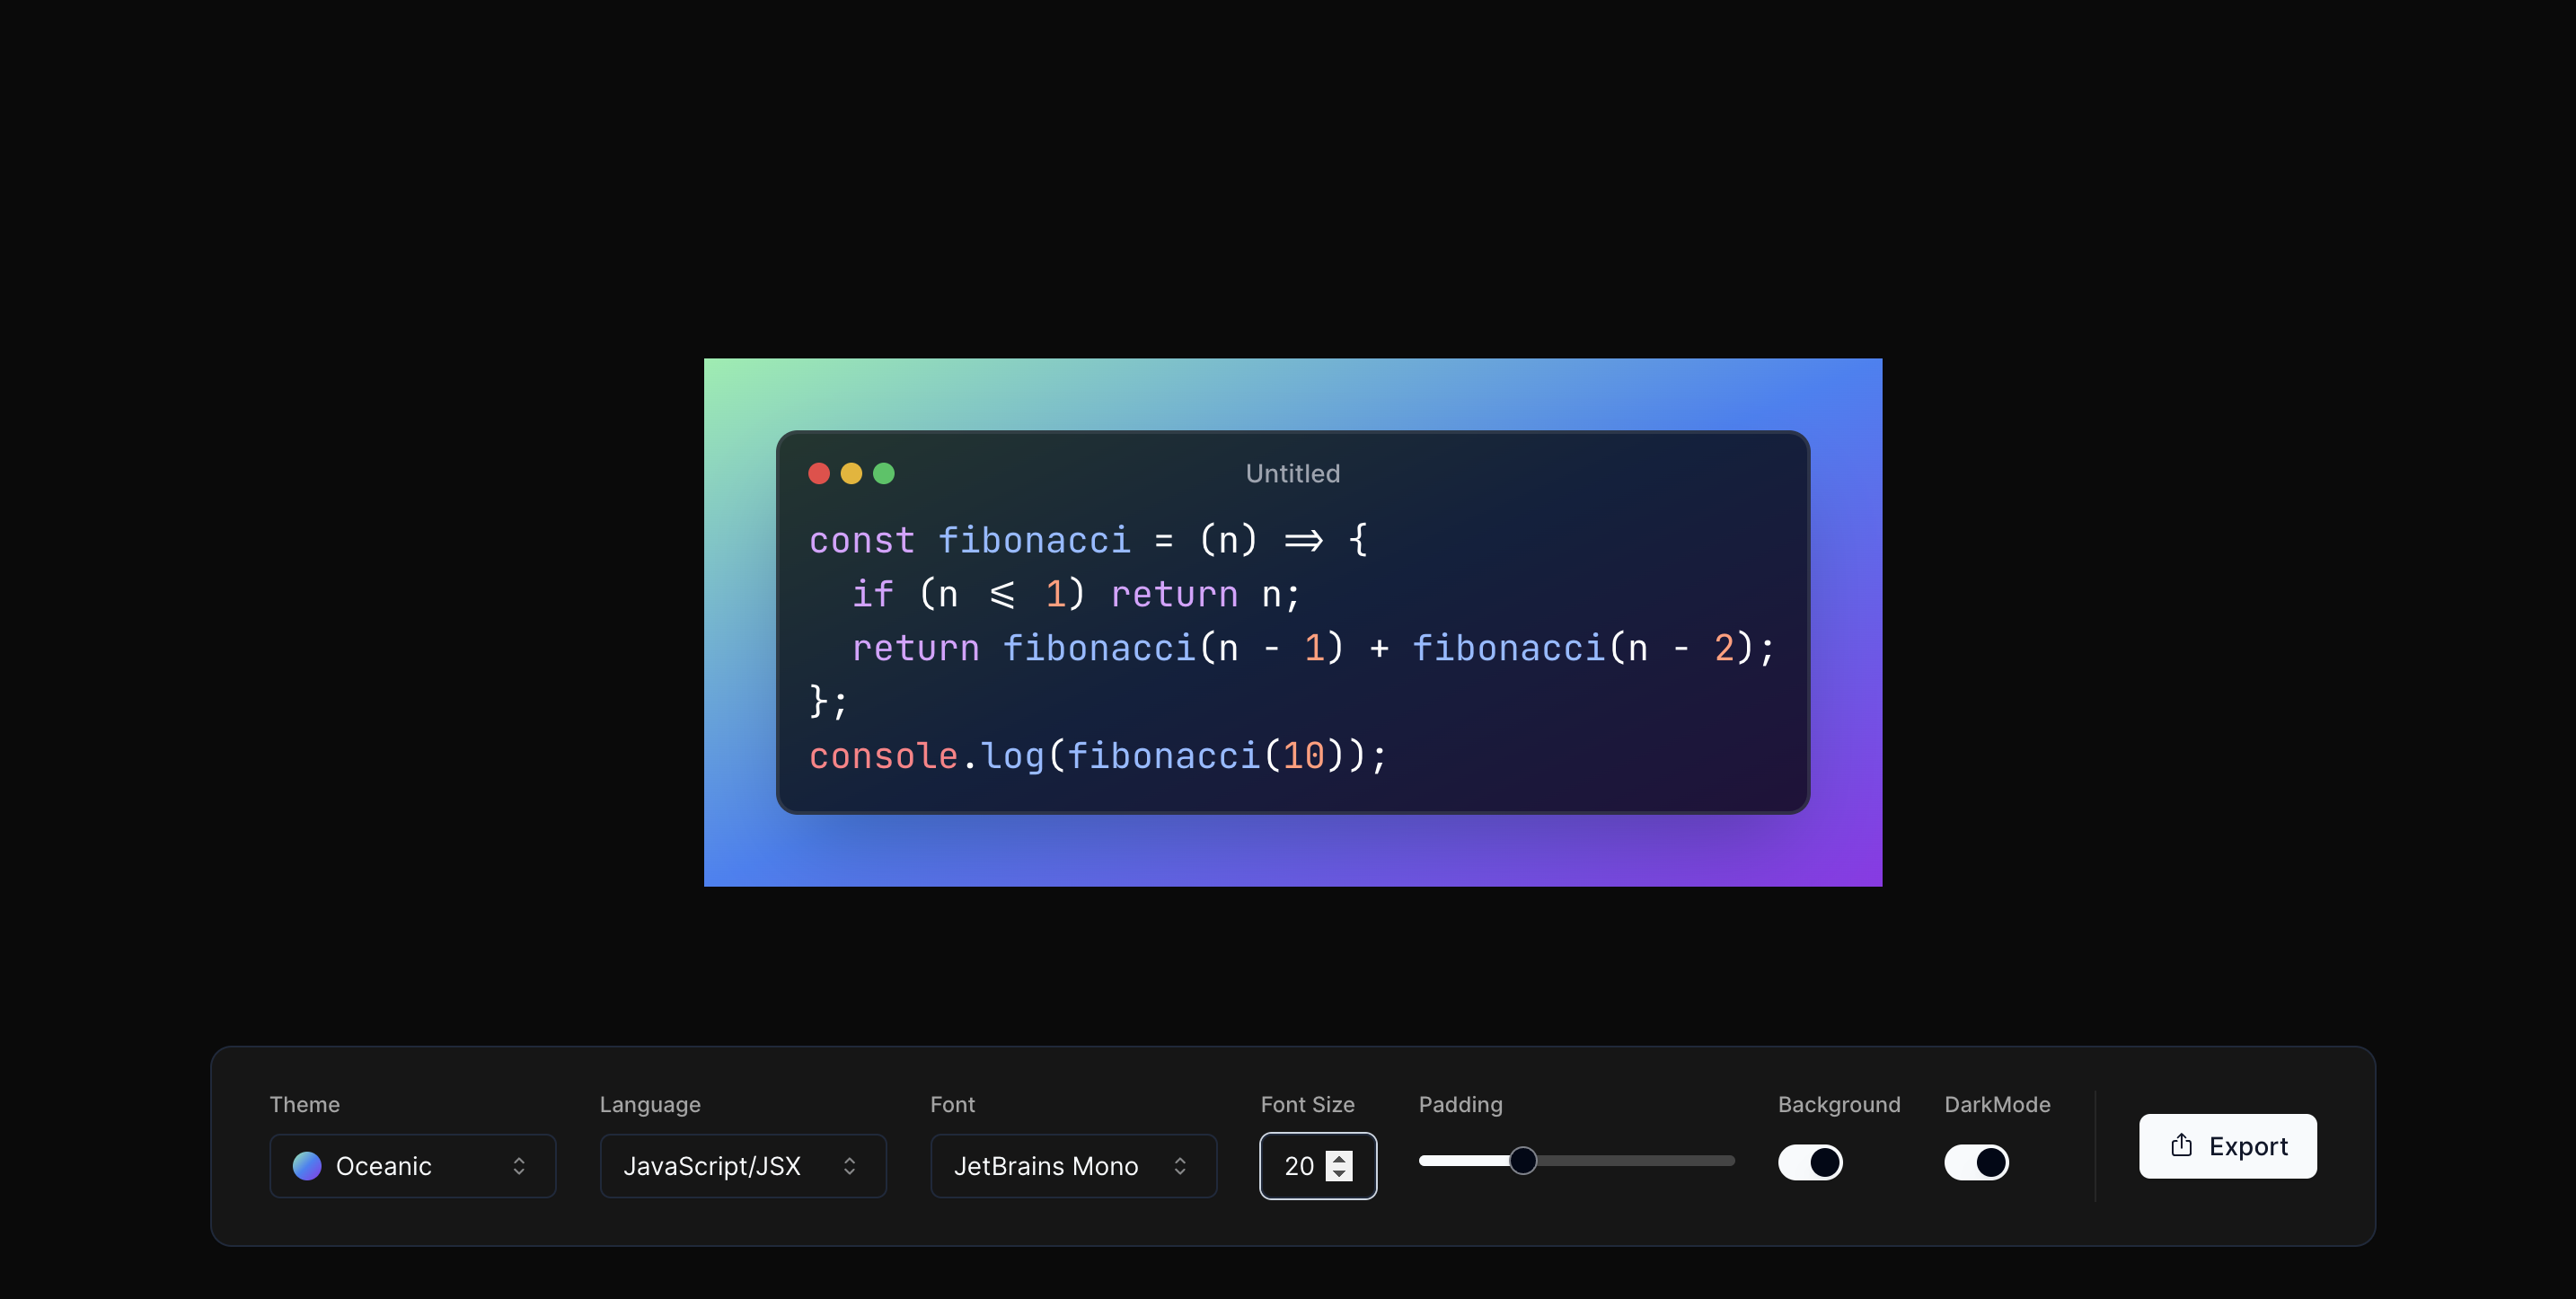 Untitled
const fibonacci = (n) => {
  if (n <= 1) return n;
  return fibonacci(n - 1) + fibonacci(n - 2);
};
console.log(fibonacci(10));
Theme
Language
Font
Font Size
Padding
Background
DarkMode
Oceanic
JavaScript/JSX
JetBrains Mono
20
Export